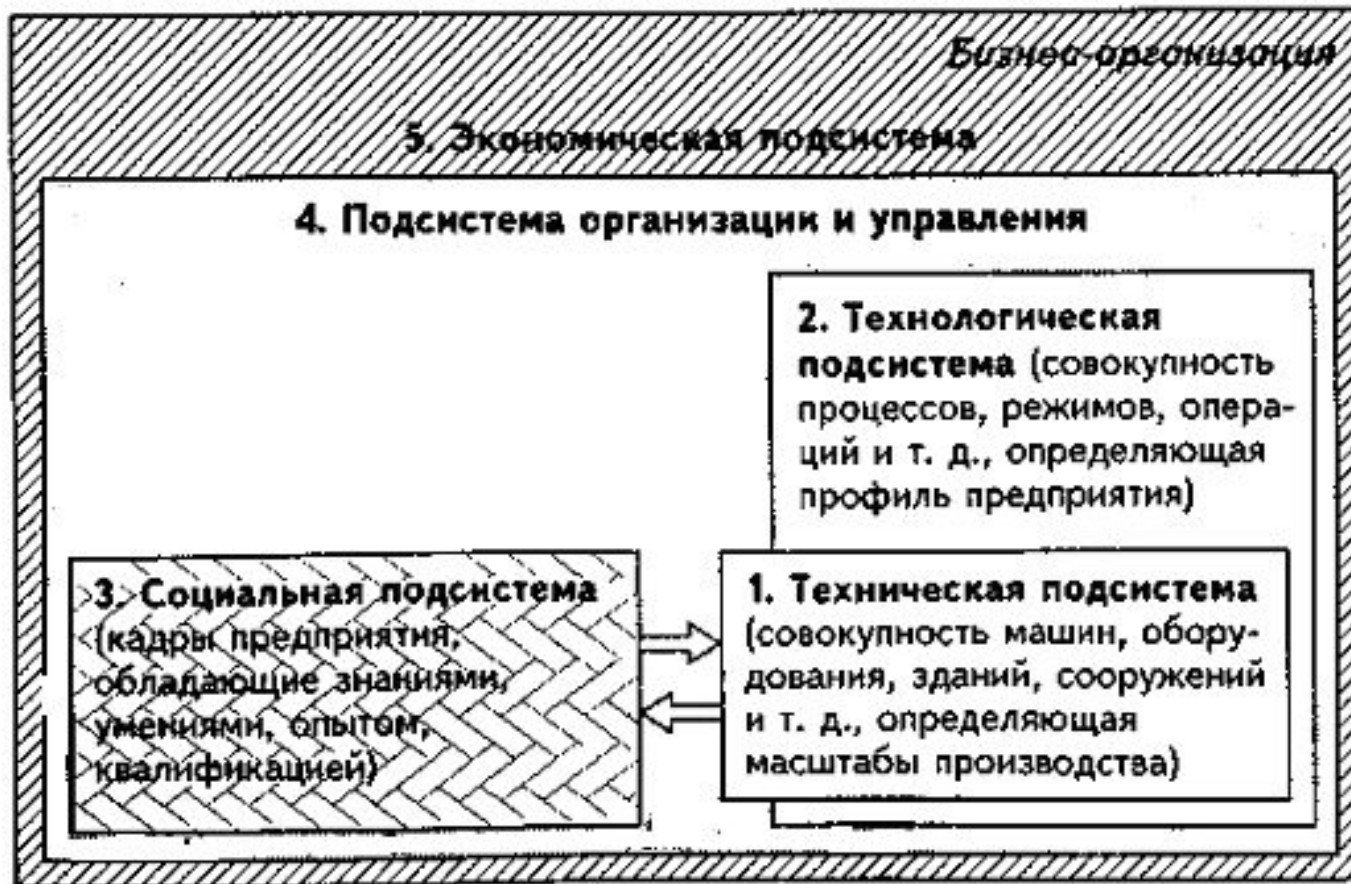 Бизнес-организация
5. Экономическая подсистема
4. Подсистема организации и управления
2. Технологическая
подсистема (совокупность
процессов, режимов, опера-
ций и т. д., определяющая
профиль предприятия)
3. Социальная подсистема
(кадры предприятия,
обладающие знаниями,
умениями, опытом,
квалификацией)
1. Техническая подсистема
(совокупность машин, обору-
дования, зданий, сооружений
и т. д., определяющая
масштабы производства)